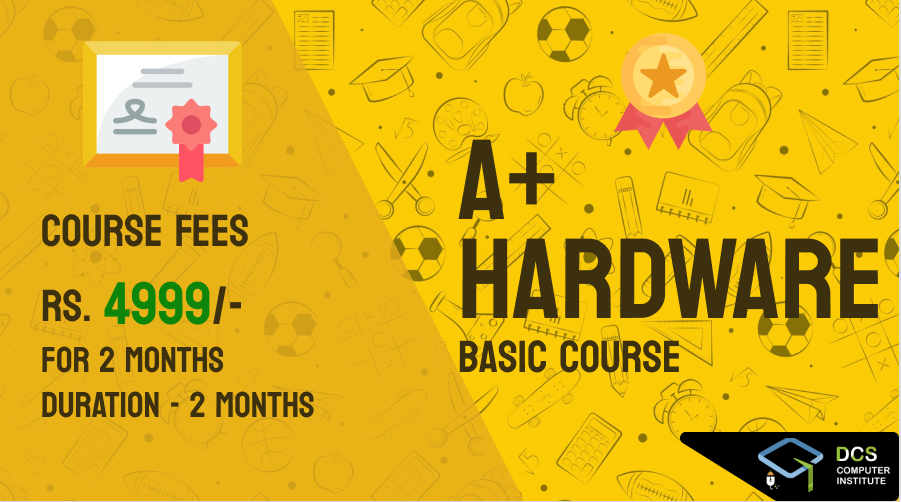 COURSE FEES
RS. 4999/-
FOR 2 MONTHS
DURATION - 2 MONTHS
A+
HARDWARE
BASIC COURSE
DCS
COMPUTER
INSTITUTE